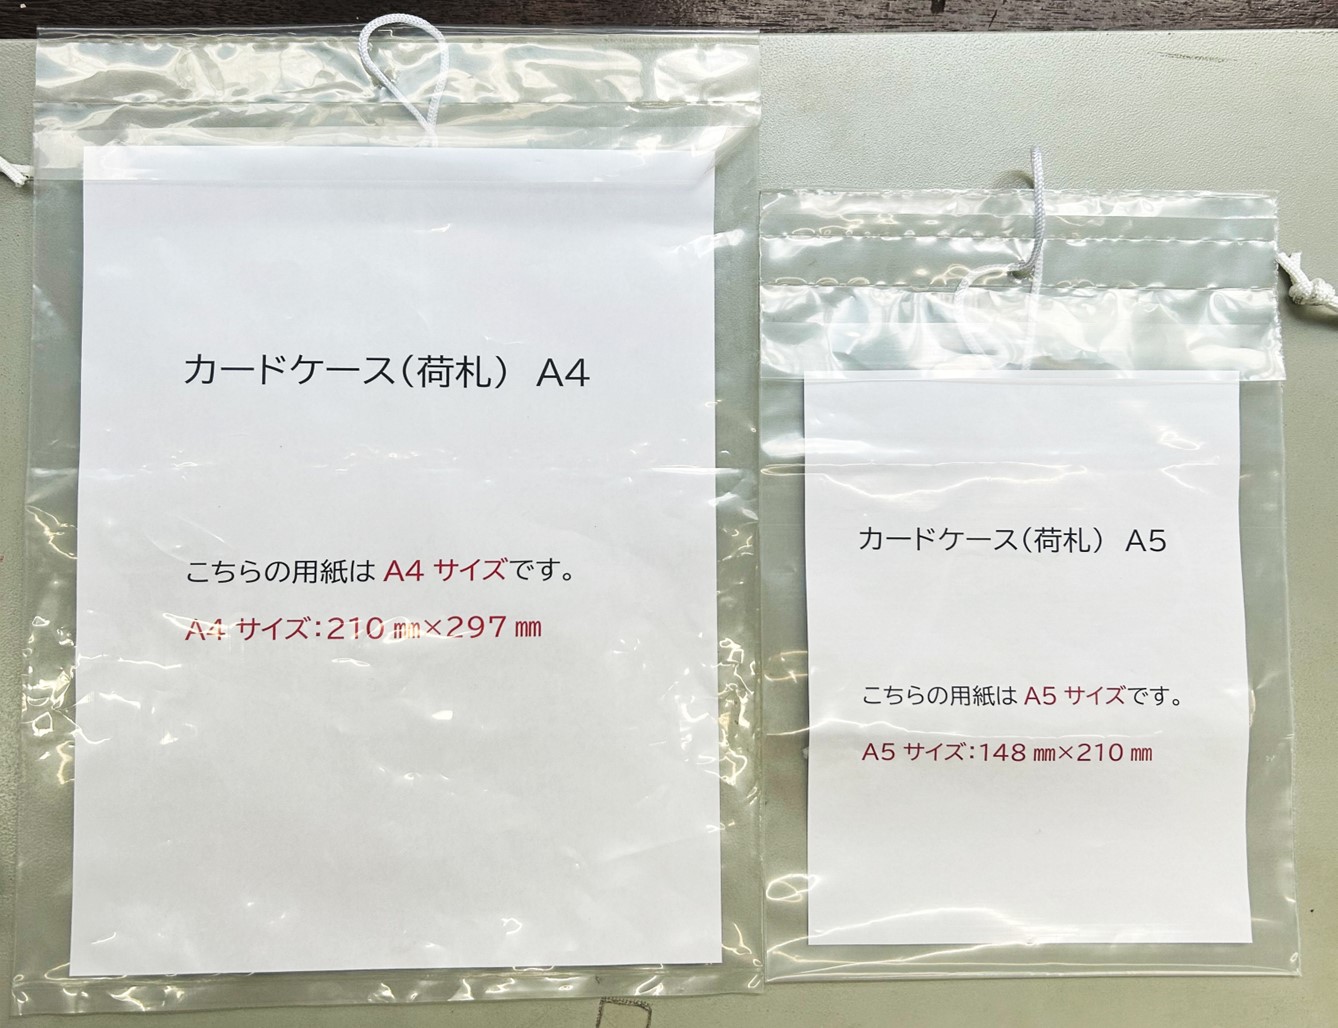 カードケース(荷札) A4
こちらの用紙は A4 サイズです。
A4 サイズ:210 ㎜×297 ㎜
カードケース(荷札) A5
こちらの用紙は A5 サイズです。
A5 サイズ:148 ㎜×210 ㎜